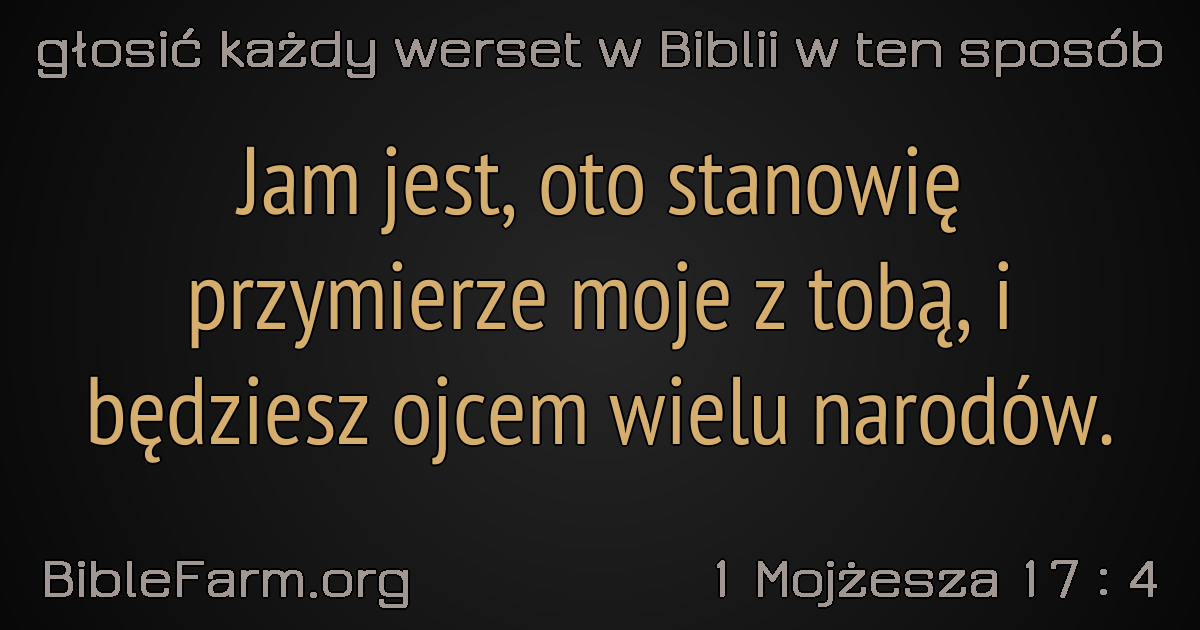 głosić każdy werset w Biblii w ten sposób
Jam jest, oto stanowię
przymierze moje z tobą, i
będziesz ojcem wielu narodów.
BibleFarm.org
1 Mojżesza 17 : 4